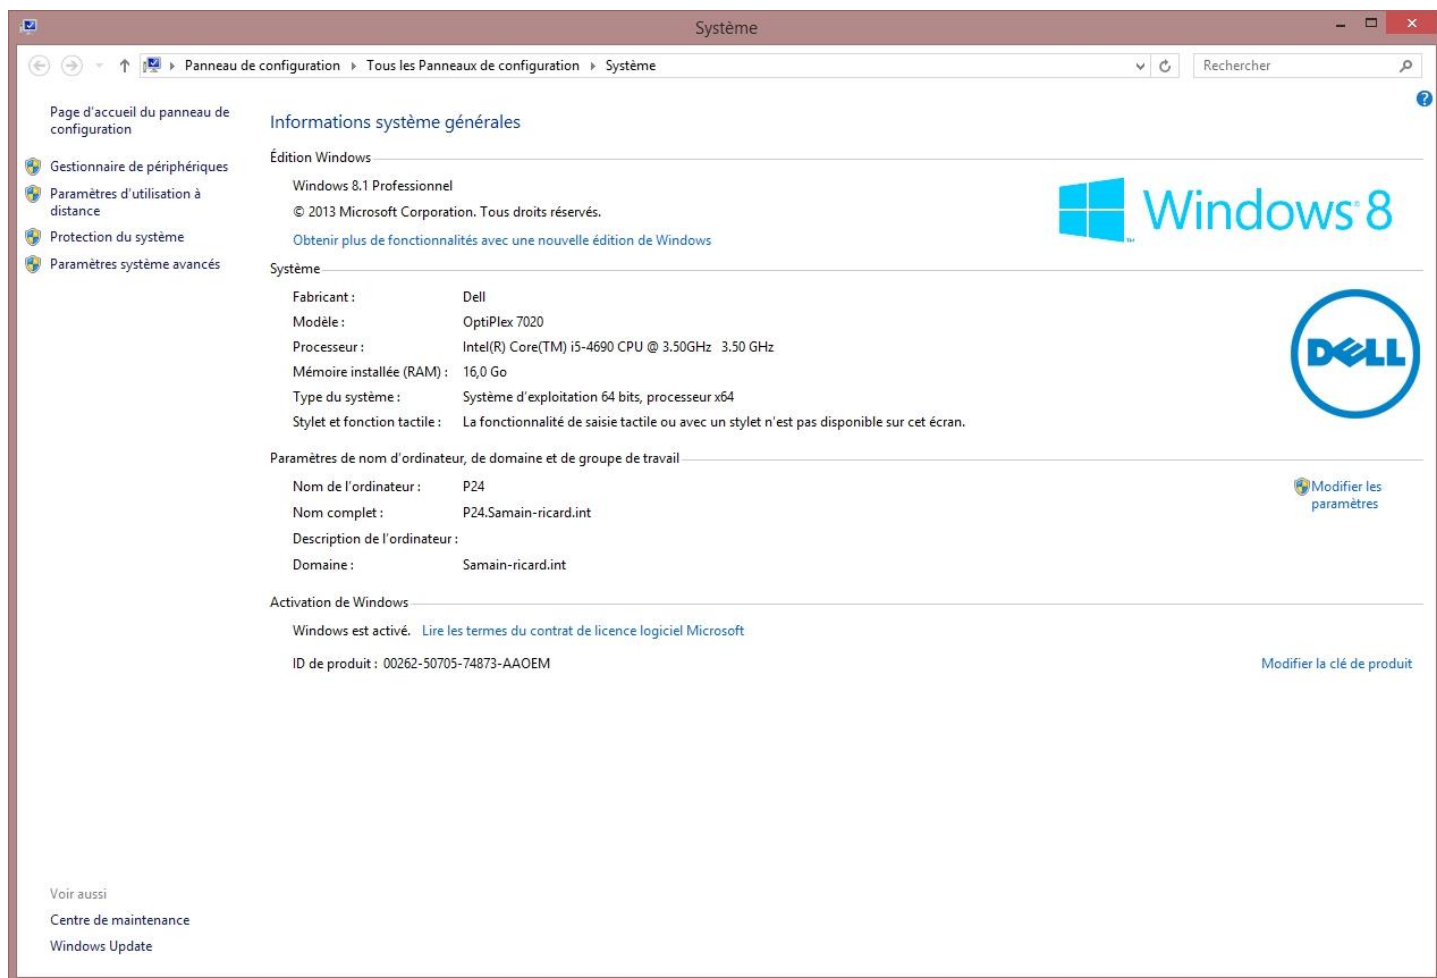 Système
Panneau de configuration ▸ Tous les Panneaux de configuration ▸ Système
Rechercher
Page d'accueil du panneau de
configuration
Gestionnaire de périphériques
Paramètres d'utilisation à
distance
Protection du système
Paramètres système avancés
Informations système générales
Édition Windows
Windows 8.1 Professionnel
© 2013 Microsoft Corporation. Tous droits réservés.
Obtenir plus de fonctionnalités avec une nouvelle édition de Windows
Windows 8
Système
Fabricant : Dell
Modèle : OptiPlex 7020
Processeur : Intel(R) Core(TM) i5-4690 CPU @ 3.50GHz 3.50 GHz
Mémoire installée (RAM) : 16,0 Go
Type du système : Système d'exploitation 64 bits, processeur x64
Stylet et fonction tactile : La fonctionnalité de saisie tactile ou avec un stylet n'est pas disponible sur cet écran.
DELL
Paramètres de nom d'ordinateur, de domaine et de groupe de travail
Nom de l'ordinateur : P24
Nom complet : P24.Samain-ricard.int
Description de l'ordinateur :
Domaine : Samain-ricard.int
Modifier les
paramètres
Activation de Windows
Windows est activé. Lire les termes du contrat de licence logiciel Microsoft
ID de produit : 00262-50705-74873-AAOEM
Modifier la clé de produit
Voir aussi
Centre de maintenance
Windows Update